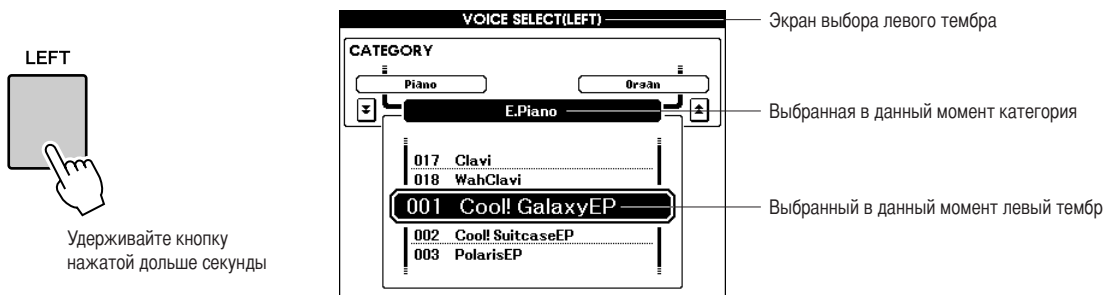 LEFT
Удерживайте кнопку
нажатой дольше секунды
VOICE SELECT(LEFT)
CATEGORY
Piano
Organ
E.Piano
017 Clavi
018 WahClavi
001 Cool! GalaxyEP
002 Cool! SuitcaseEP
003 PolarisEP
Экран выбора левого тембра
Выбранная в данный момент категория
Выбранный в данный момент левый тембр